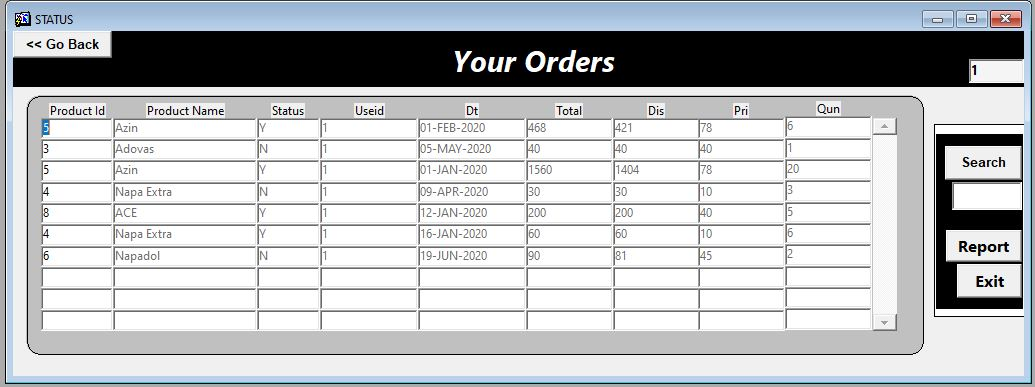 STATUS
<< Go Back
Your Orders
1
Product Id Product Name Status Useid Dt Total Dis Pri Qun
5 Azin Y 1 01-FEB-2020 468 421 78 6
3 Adovas N 1 05-MAY-2020 40 40 40 1
5 Azin Y 1 01-JAN-2020 1560 1404 78 20
4 Napa Extra N 1 09-APR-2020 30 30 10 3
8 ACE Y 1 12-JAN-2020 200 200 40 5
4 Napa Extra Y 1 16-JAN-2020 60 60 10 6
6 Napadol N 1 19-JUN-2020 90 81 45 2
Search
Report
Exit